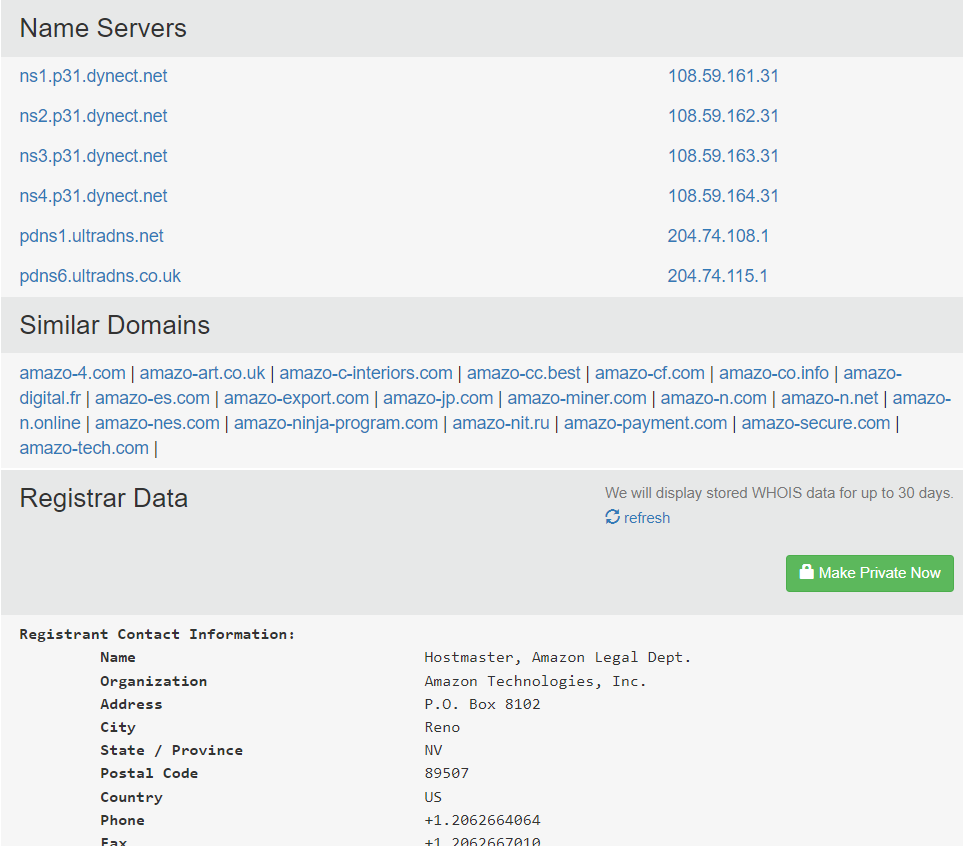 Name Servers
ns1.p31.dynect.net 108.59.161.31
ns2.p31.dynect.net 108.59.162.31
ns3.p31.dynect.net 108.59.163.31
ns4.p31.dynect.net 108.59.164.31
pdns1.ultradns.net 204.74.108.1
pdns6.ultradns.co.uk 204.74.115.1
Similar Domains
amazo-4.com | amazo-art.co.uk | amazo-c-interiors.com | amazo-cc.best | amazo-cf.com | amazo-co.info | amazo-
digital.fr | amazo-es.com | amazo-export.com | amazo-jp.com | amazo-miner.com | amazo-n.com | amazo-n.net | amazo-
n.online | amazo-nes.com | amazo-ninja-program.com | amazo-nit.ru | amazo-payment.com | amazo-secure.com |
amazo-tech.com |
Registrar Data
We will display stored WHOIS data for up to 30 days.
refresh
Make Private Now
Registrant Contact Information:
Name Hostmaster, Amazon Legal Dept.
Organization Amazon Technologies, Inc.
Address P.O. Box 8102
City Reno
State / Province NV
Postal Code 89507
Country US
Phone +1.2062664064
Fax +1.2062667010